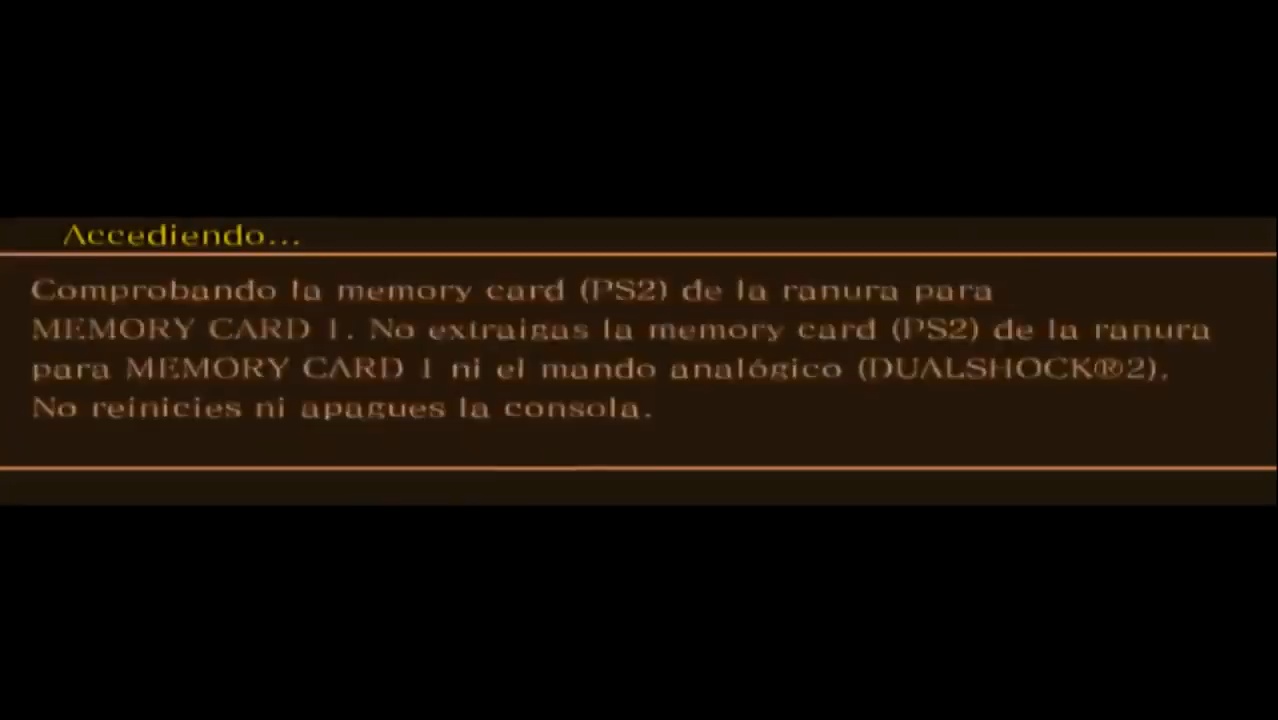 Accediendo...
Comprobando la memory card (PS2) de la ranura para
MEMORY CARD 1. No extraigas la memory card (PS2) de la ranura
para MEMORY CARD 1 ni el mando analógico (DUALSHOCK®2).
No reinicies ni apagues la consola.